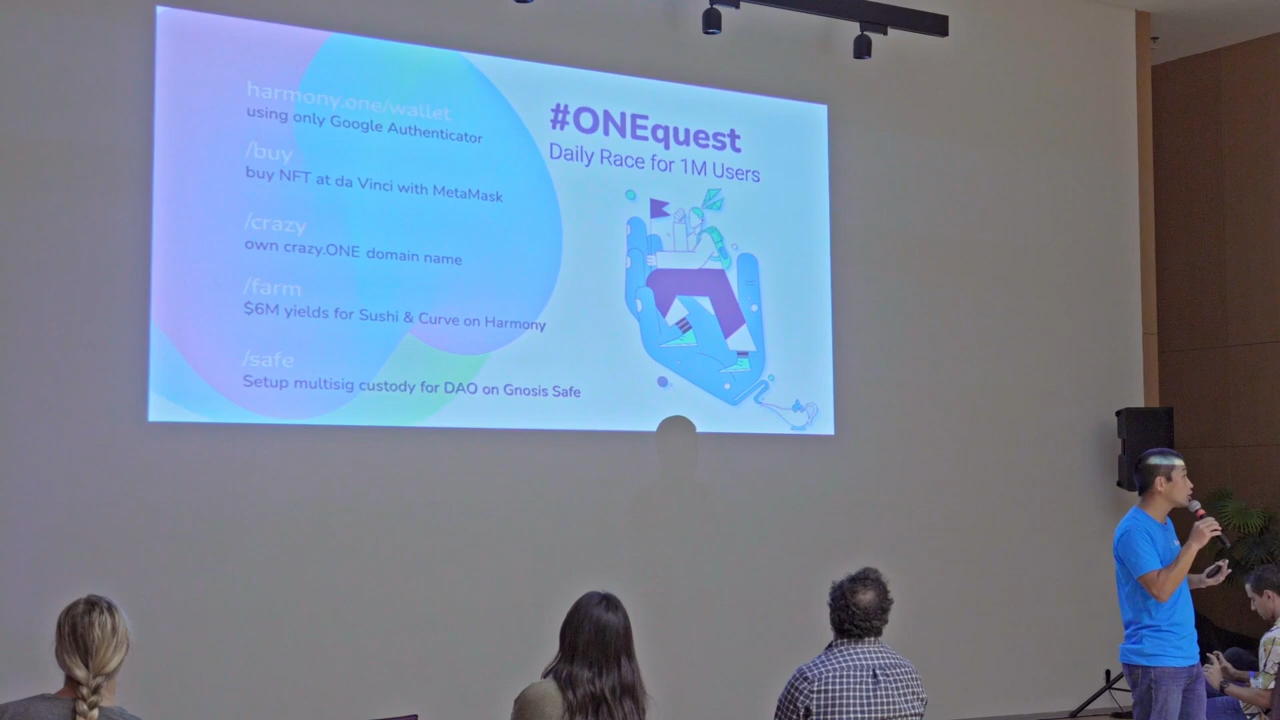 harmony.one/wallet
using only Google Authenticator
/buy
buy NFT at da Vinci with MetaMask
/crazy
own crazy.ONE domain name
/farm
$6M yields for Sushi & Curve on Harmony
/safe
Setup multisig custody for DAO on Gnosis Safe
#ONEquest
Daily Race for 1M Users